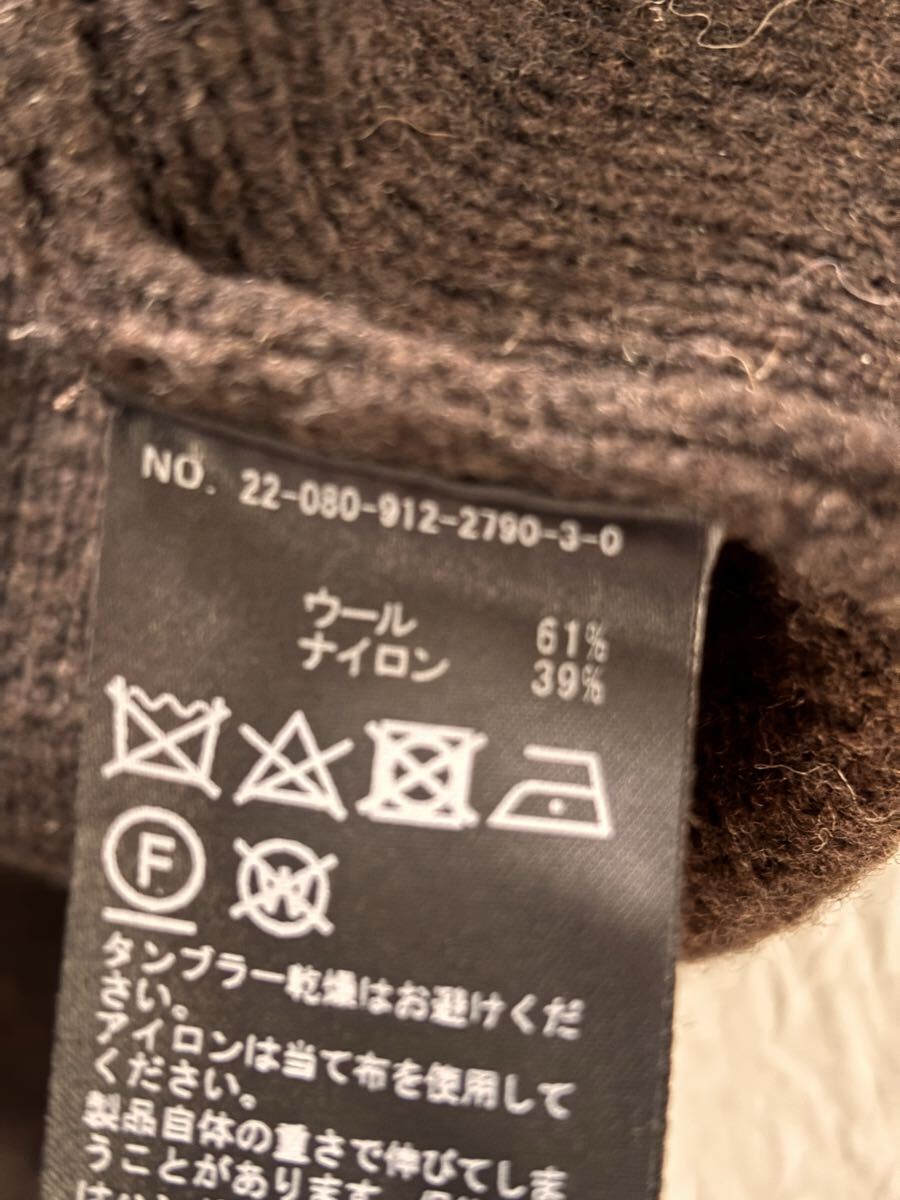 NO. 22-080-912-2790-3-0
ウール 61%
ナイロン 39%
F
W
タンブラー乾燥はお避けくだ
さい。
アイロンは当て布を使用して
ください。
製品自体の重さで伸びてしま
うことがあります。
はハン